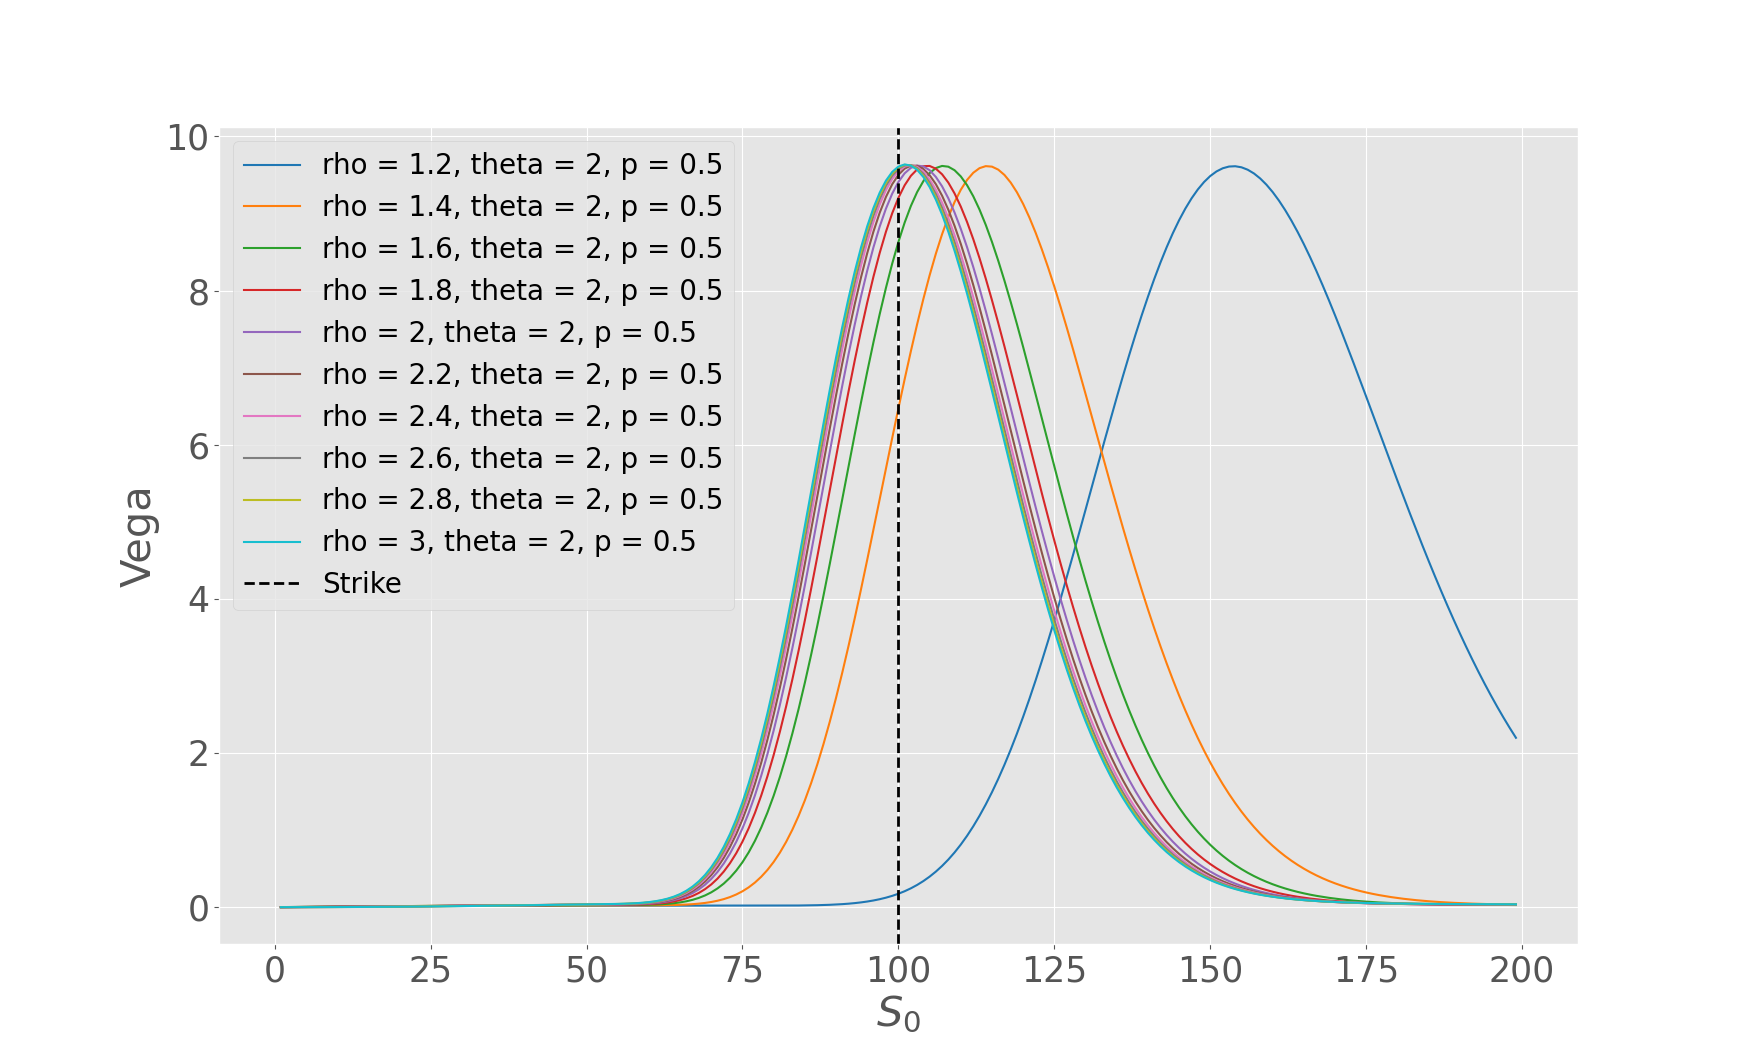 10
8
6
4
2
0
Vega
rho = 1.2, theta = 2, p = 0.5
rho = 1.4, theta = 2, p = 0.5
rho = 1.6, theta = 2, p = 0.5
rho = 1.8, theta = 2, p = 0.5
rho = 2, theta = 2, p = 0.5
rho = 2.2, theta = 2, p = 0.5
rho = 2.4, theta = 2, p = 0.5
rho = 2.6, theta = 2, p = 0.5
rho = 2.8, theta = 2, p = 0.5
rho = 3, theta = 2, p = 0.5
Strike
0 25 50 75 100 125 150 175 200
S₀